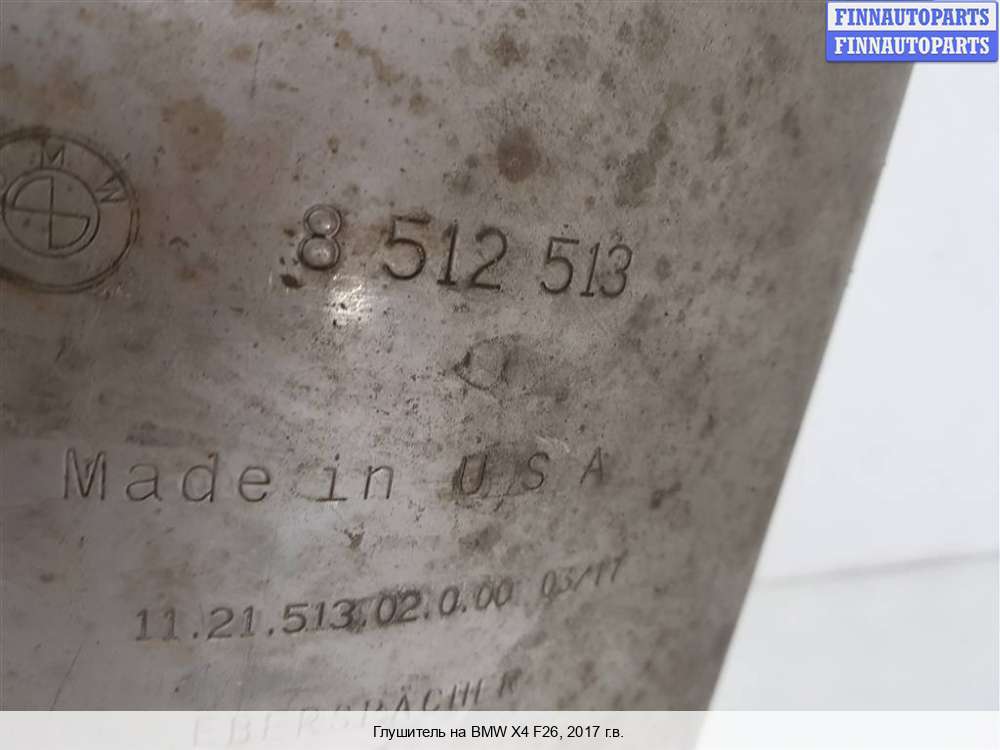 FINNAUTOPARTS
FINNAUTOPARTS
M W
8 512 513
Made in USA
11.21.513.02.0.00 03/17
EBERSPÄCHER
Глушитель на BMW X4 F26, 2017 г.в.